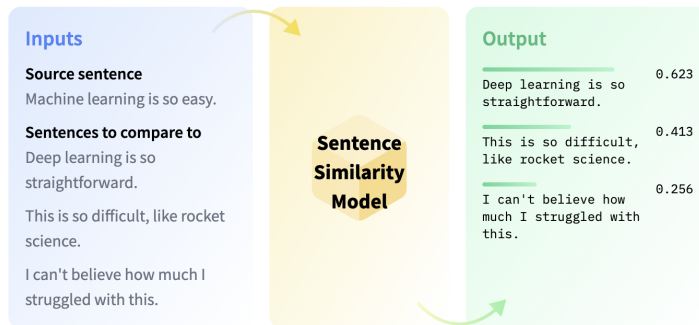 Inputs
Source sentence
Machine learning is so easy.
Sentences to compare to
Deep learning is so
straightforward.
This is so difficult, like rocket
science.
I can't believe how much I
struggled with this.
Sentence
Similarity
Model
Output
0.623
Deep learning is so
straightforward.
0.413
This is so difficult,
like rocket science.
0.256
I can't believe how
much I struggled with
this.